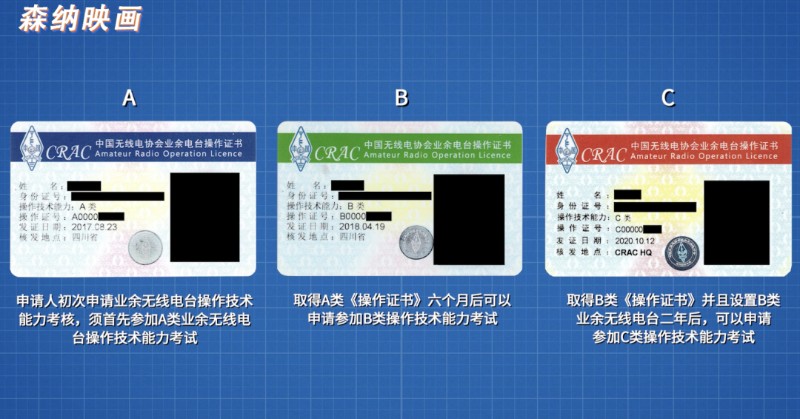 森纳映画
A
B
C
CRAC 中国无线电协会业余电台操作证书
Amateur Radio Operation Licence
姓 名:
身份证号:
操作技术能力: A 类
操作证号: A0000
发证日期: 2017.08.23
核发地点: 四川省
CRAC 中国无线电协会业余电台操作证书
Amateur Radio Operation Licence
姓 名:
身份证号:
操作技术能力: B 类
操作证号: B0000
发证日期: 2018.04.19
核发地点: 四川省
CRAC 中国无线电协会业余电台操作证书
Amateur Radio Operation Licence
姓 名:
身份证号:
操作技术能力: C 类
操作证号: C00000
发证日期: 2020.10.12
核发地点: CRAC HQ
申请人初次申请业余无线电台操作技术
能力考核，须首先参加A类业余无线电
台操作技术能力考试
取得A类《操作证书》六个月后可以
申请参加B类操作技术能力考试
取得B类《操作证书》并且设置B类
业余无线电台二年后，可以申请
参加C类操作技术能力考试